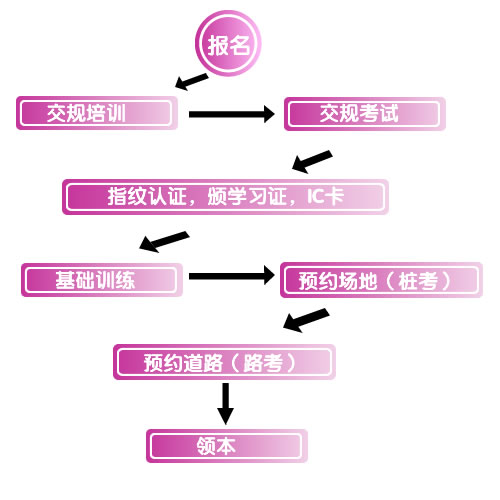 报名
交规培训
交规考试
指纹认证，颁学习证，IC卡
基础训练
预约场地（桩考）
预约道路（路考）
领本